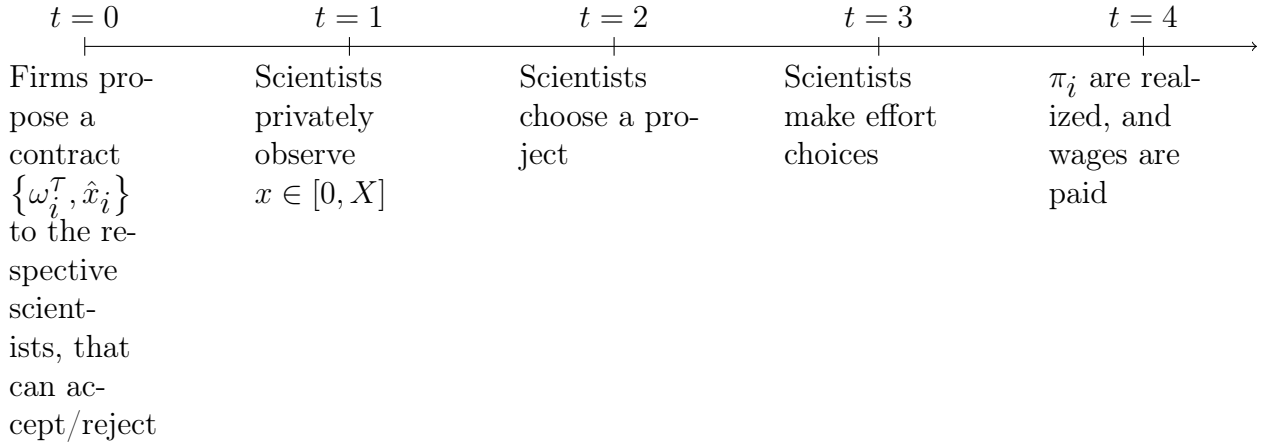 t = 0
t = 1
t = 2
t = 3
t = 4
Firms pro-
pose a
contract
{ω_i^τ, x̂_i}
to the re-
spective
scient-
ists, that
can ac-
cept/reject
Scientists
privately
observe
x ∈ [0, X]
Scientists
choose a pro-
ject
Scientists
make effort
choices
π_i are real-
ized, and
wages are
paid